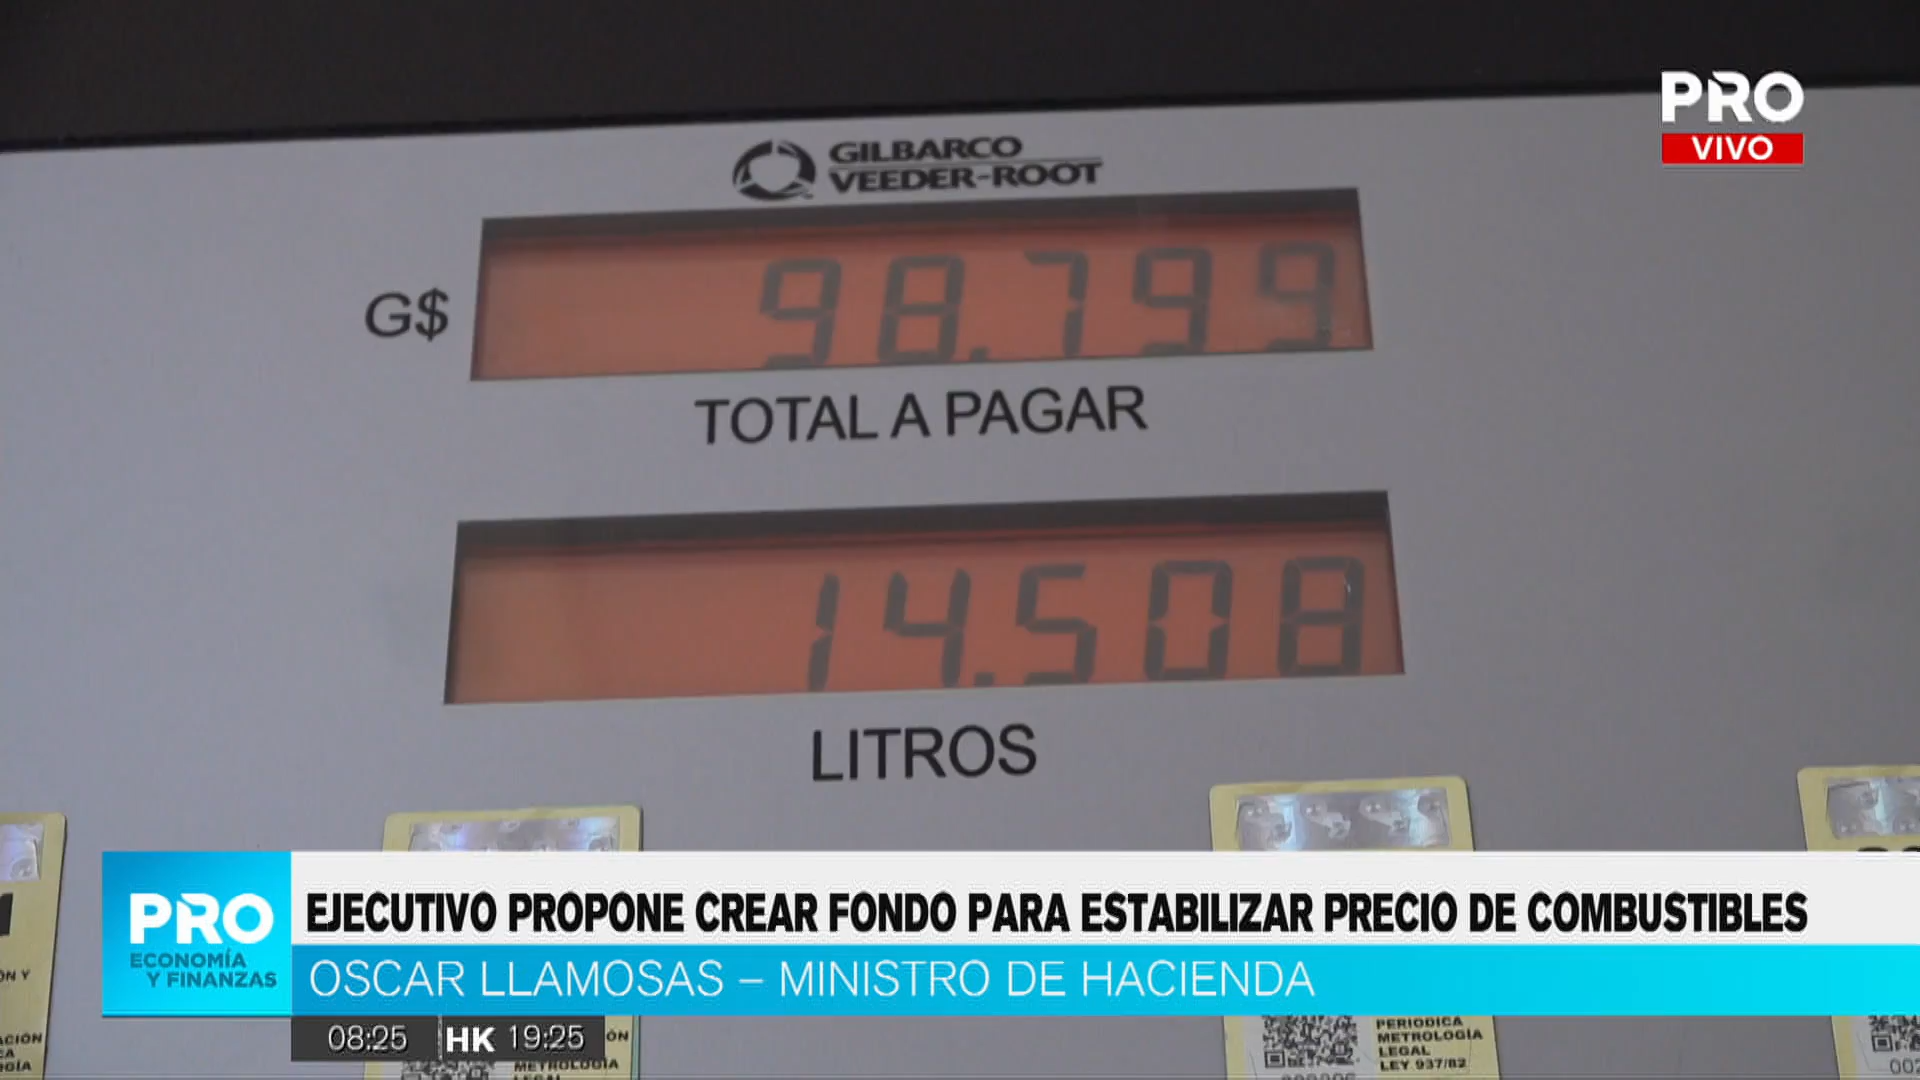 PRO
VIVO
GILBARCO
VEEDER-ROOT
G$ 98.799
TOTAL A PAGAR
14.508
LITROS
PRO
ECONOMÍA
Y FINANZAS
EJECUTIVO PROPONE CREAR FONDO PARA ESTABILIZAR PRECIO DE COMBUSTIBLES
OSCAR LLAMOSAS – MINISTRO DE HACIENDA
08:25 HK 19:25
METROLOGIA
PERIODICA
METROLOGIA
LEGAL
LEY 937/82